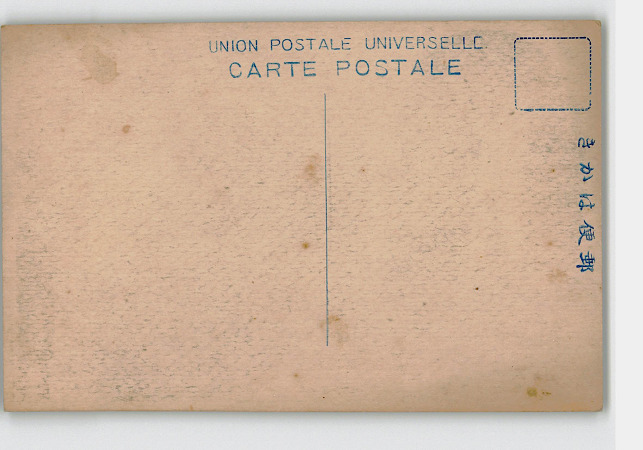 UNION POSTALE UNIVERSELLE.
CARTE POSTALE
きかは便郵